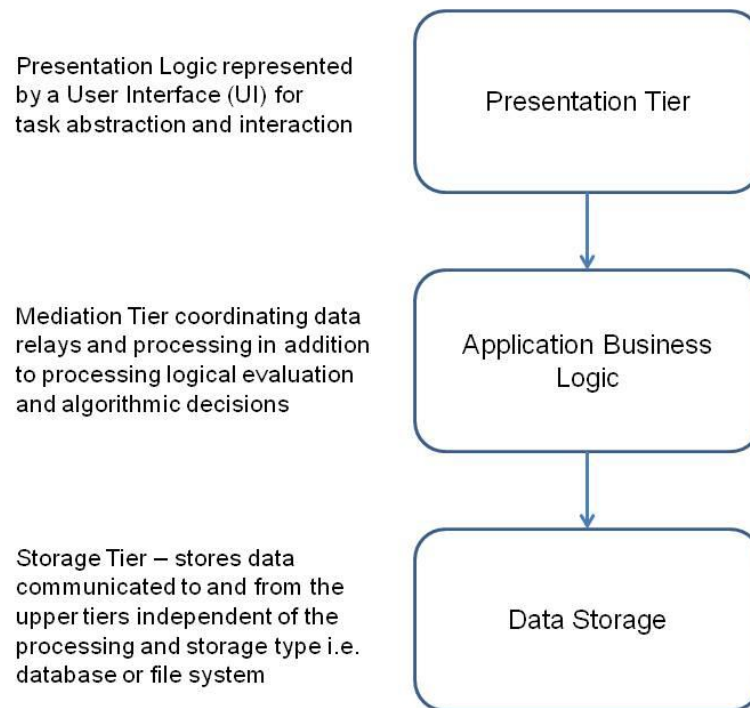 Presentation Logic represented
by a User Interface (UI) for
task abstraction and interaction
Presentation Tier
Mediation Tier coordinating data
relays and processing in addition
to processing logical evaluation
and algorithmic decisions
Application Business
Logic
Storage Tier – stores data
communicated to and from the
upper tiers independent of the
processing and storage type i.e.
database or file system
Data Storage